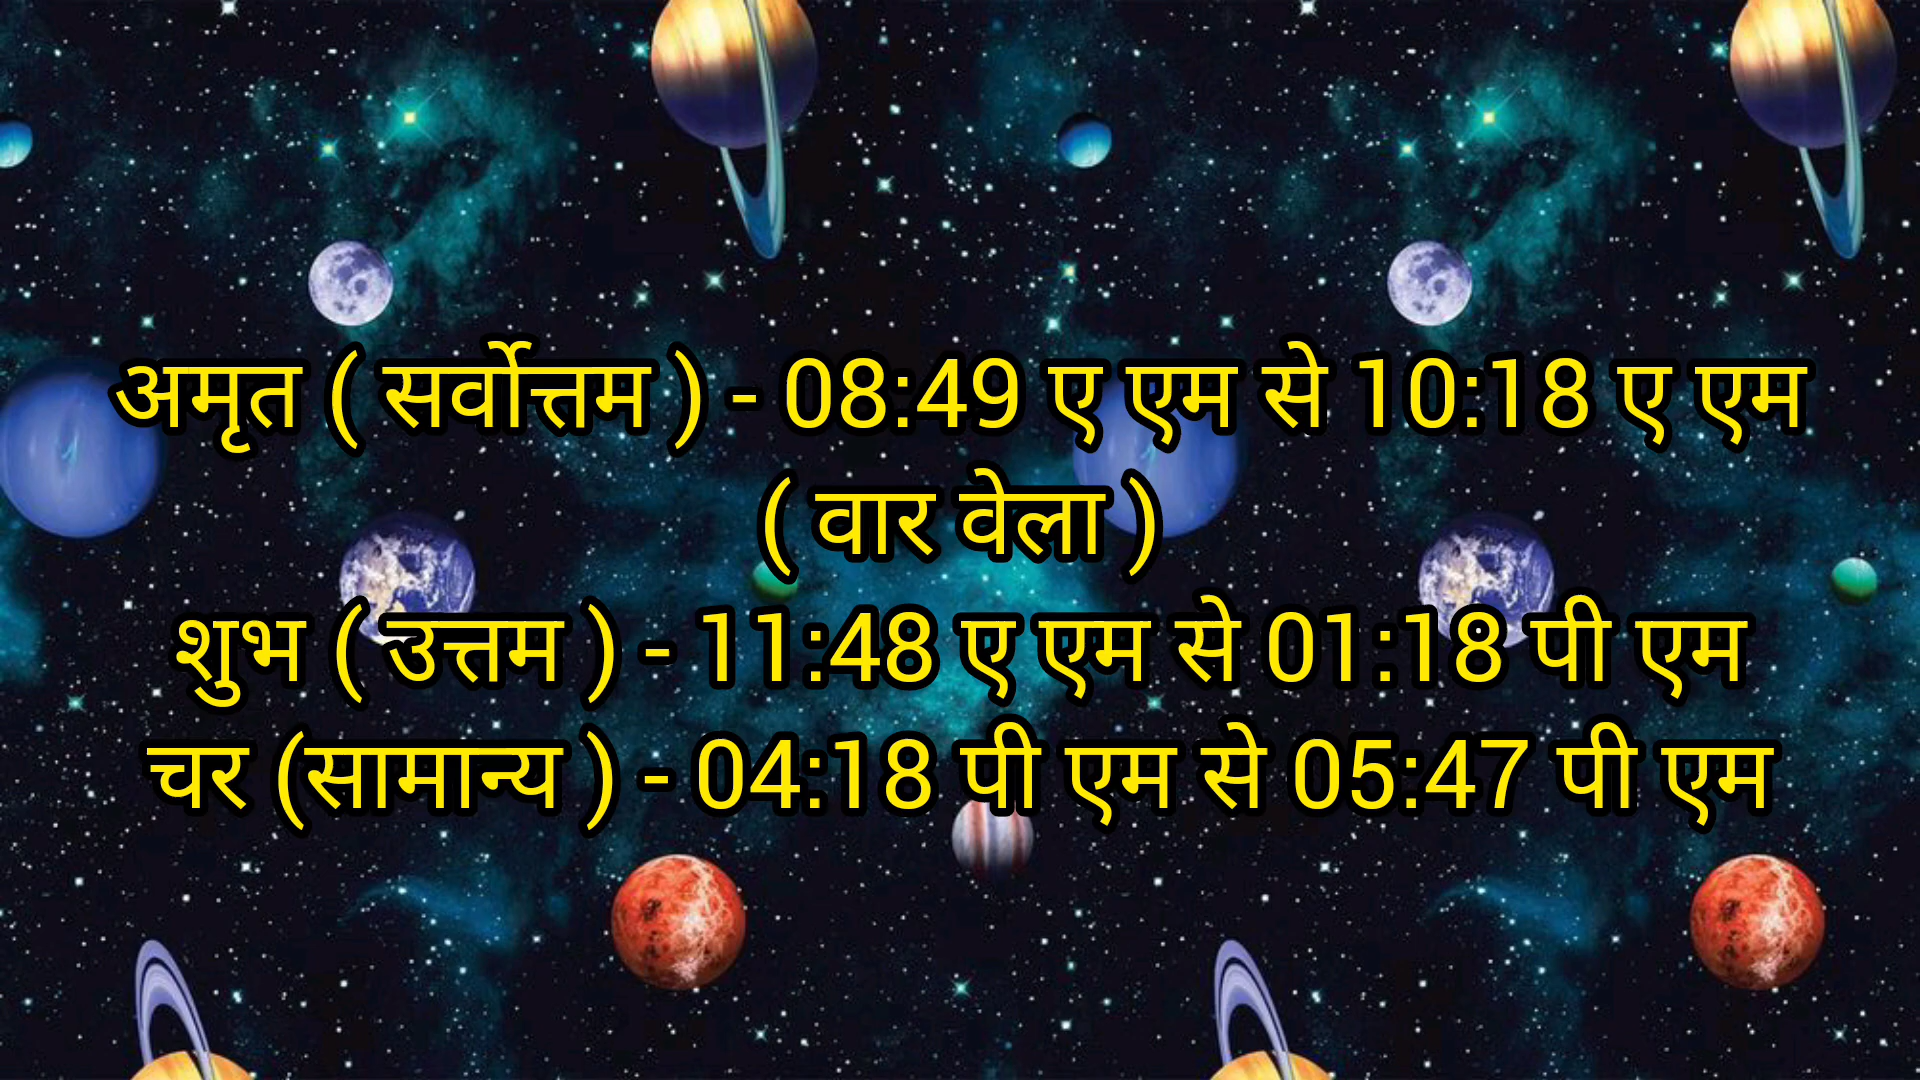 अमृत ( सर्वोत्तम ) - 08:49 ए एम से 10:18 ए एम
( वार वेला )
शुभ ( उत्तम ) - 11:48 ए एम से 01:18 पी एम
चर (सामान्य ) - 04:18 पी एम से 05:47 पी एम